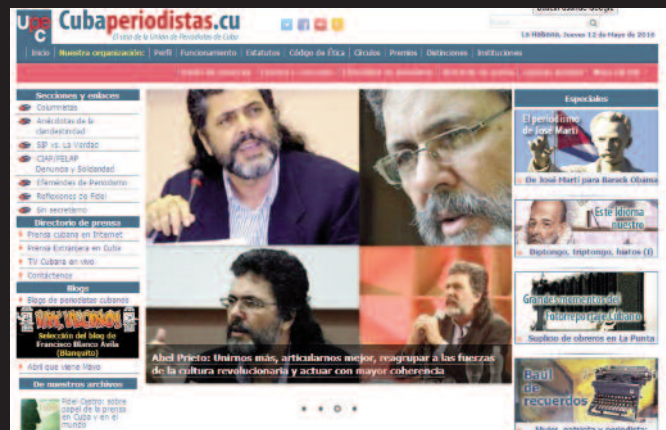 Upec
Cubaperiodistas.cu
El sitio de la Unión de Periodistas de Cuba
La Habana, Jueves 12 de Mayo de 2016
Inicio Nuestra organización: Perfil Funcionamiento Estatutos Código de Ética Círculos Premios Distinciones Instituciones
Secciones y enlaces
Columnistas
Anécdotas de la
clandestinidad
SIP vs. La Verdad
CIAP/FELAP
Denuncia y Solidaridad
Efemérides de Periodismo
Reflexiones de Fidel
Sin secretismo
Directorio de prensa
Prensa cubana en Internet
Prensa Extranjera en Cuba
TV Cubana en vivo
Contáctenos
Blogs
Blogs de periodistas cubanos
Selección del blog de
Francisco Blanco Ávila
(Blanquito)
Abril que viene Mayo
De nuestros archivos
Fidel Castro: sobre
papel de la prensa
en Cuba y en el
mundo
Abel Prieto: Unirnos más, articularnos mejor, reagrupar a las fuerzas
de la cultura revolucionaria y actuar con mayor coherencia
Especiales
El periodismo
de José Martí
De José Martí para Barack Obama
Este Idioma
nuestro
Diptongo, triptongo, hiatos (I)
Grandes momentos del
Fotorreportaje Cubano
Suplicio de obreros en La Punta
Baúl
de
recuerdos
Mujer, patriota y periodista: